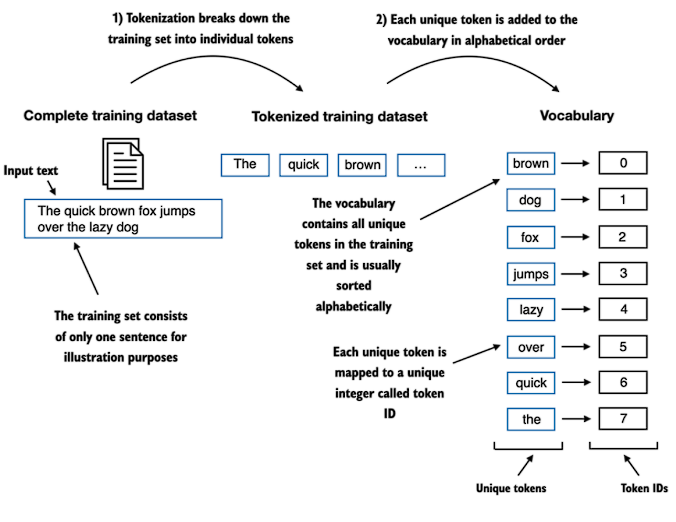 1) Tokenization breaks down the
training set into individual tokens
2) Each unique token is added to the
vocabulary in alphabetical order
Complete training dataset
Tokenized training dataset
Vocabulary
Input text
The quick brown fox jumps
over the lazy dog
The training set consists
of only one sentence for
illustration purposes
The
quick
brown
...
The vocabulary
contains all unique
tokens in the training
set and is usually
sorted
alphabetically
Each unique token is
mapped to a unique
integer called token
ID
brown 0
dog 1
fox 2
jumps 3
lazy 4
over 5
quick 6
the 7
Unique tokens
Token IDs